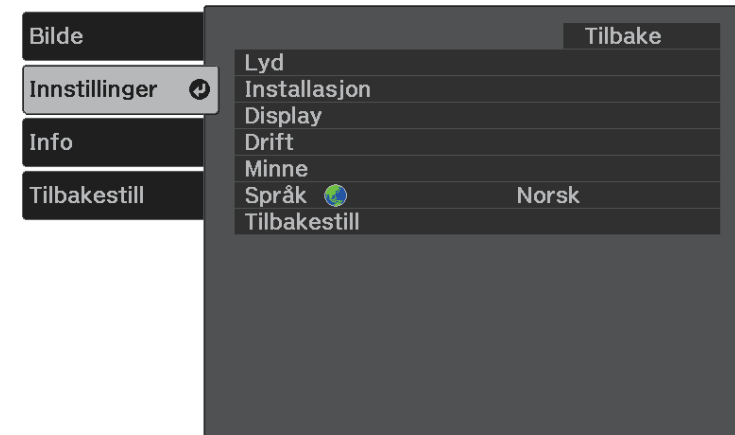 Bilde
Innstillinger
Info
Tilbakestill
Tilbake
Lyd
Installasjon
Display
Drift
Minne
Språk Norsk
Tilbakestill